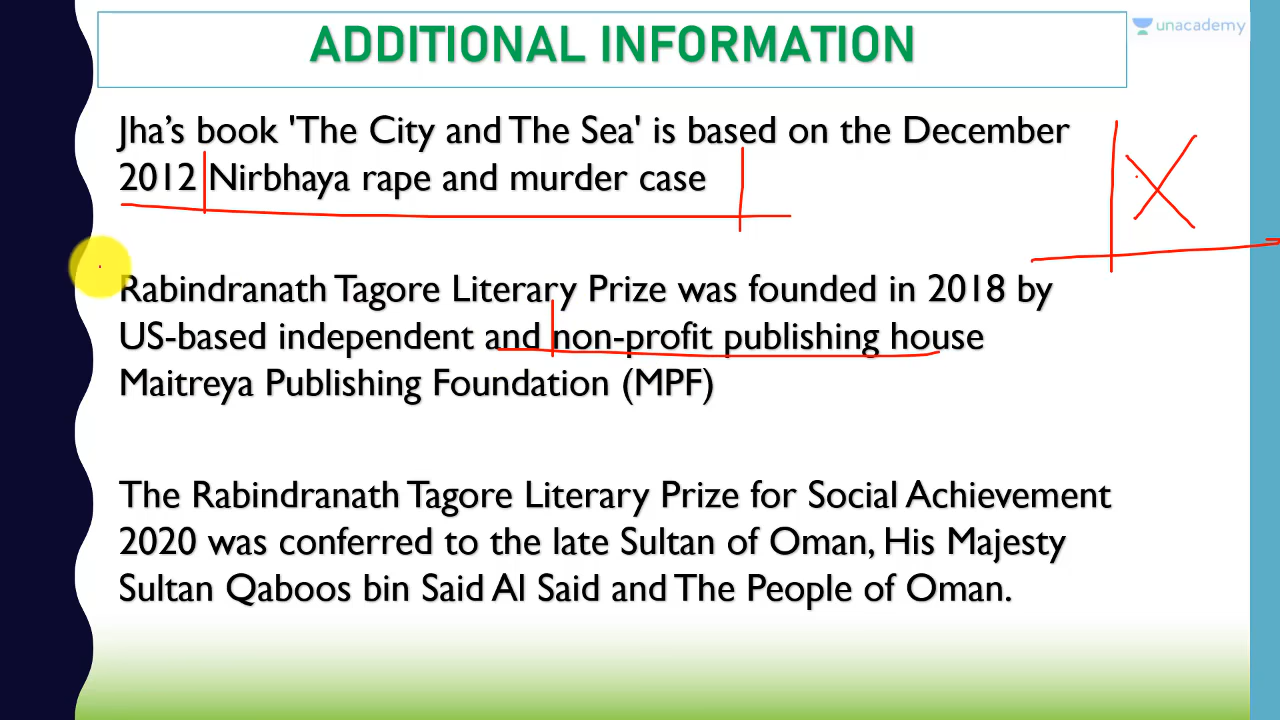 ADDITIONAL INFORMATION
unacademy
Jha's book 'The City and The Sea' is based on the December
2012 Nirbhaya rape and murder case
X
Rabindranath Tagore Literary Prize was founded in 2018 by
US-based independent and non-profit publishing house
Maitreya Publishing Foundation (MPF)
The Rabindranath Tagore Literary Prize for Social Achievement
2020 was conferred to the late Sultan of Oman, His Majesty
Sultan Qaboos bin Said Al Said and The People of Oman.